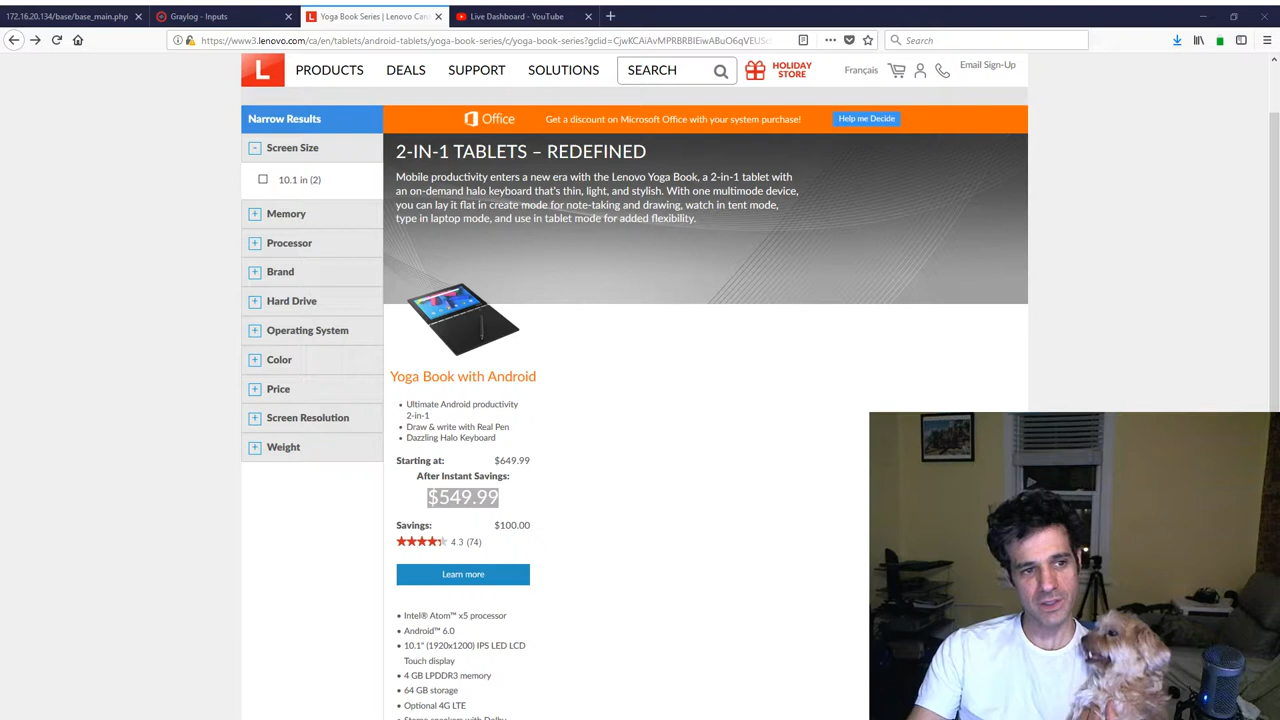 172.16.20.134/base/base_main.php
Graylog - Inputs
Yoga Book Series | Lenovo Can
Live Dashboard - YouTube
https://www3.lenovo.com/ca/en/tablets/android-tablets/yoga-book-series/c/yoga-book-series?gclid=CjwKCAiAvMPRBRBIEiwABuO6qVEUS
Search
L
PRODUCTS
DEALS
SUPPORT
SOLUTIONS
SEARCH
HOLIDAY
STORE
Français
Email Sign-Up
Narrow Results
Screen Size
10.1 in (2)
Memory
Processor
Brand
Hard Drive
Operating System
Color
Price
Screen Resolution
Weight
Office
Get a discount on Microsoft Office with your system purchase!
Help me Decide
2-IN-1 TABLETS – REDEFINED
Mobile productivity enters a new era with the Lenovo Yoga Book, a 2-in-1 tablet with
an on-demand halo keyboard that's thin, light, and stylish. With one multimode device,
you can lay it flat in create mode for note-taking and drawing, watch in tent mode,
type in laptop mode, and use in tablet mode for added flexibility.
Yoga Book with Android
• Ultimate Android productivity
2-in-1
• Draw & write with Real Pen
• Dazzling Halo Keyboard
Starting at: $649.99
After Instant Savings:
$549.99
Savings: $100.00
4.3 (74)
Learn more
• Intel® Atom™ x5 processor
• Android™ 6.0
• 10.1" (1920x1200) IPS LED LCD
Touch display
• 4 GB LPDDR3 memory
• 64 GB storage
• Optional 4G LTE
• Stereo speakers with Dolby